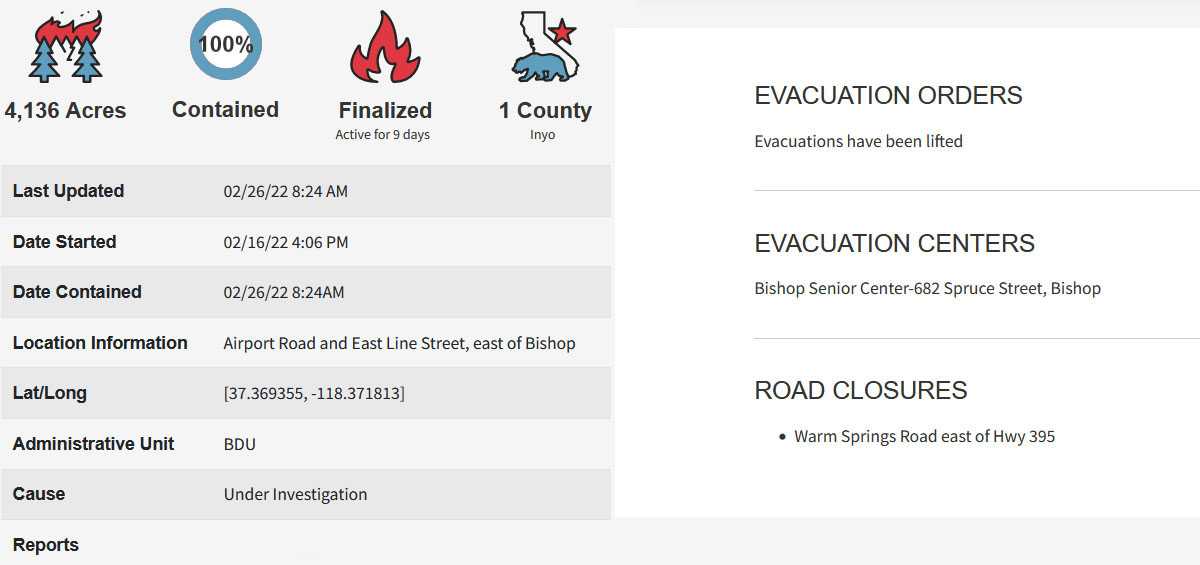 4,136 Acres
100%
Contained
Finalized
Active for 9 days
1 County
Inyo
Last Updated 02/26/22 8:24 AM
Date Started 02/16/22 4:06 PM
Date Contained 02/26/22 8:24AM
Location Information Airport Road and East Line Street, east of Bishop
Lat/Long [37.369355, -118.371813]
Administrative Unit BDU
Cause Under Investigation
Reports
EVACUATION ORDERS
Evacuations have been lifted
EVACUATION CENTERS
Bishop Senior Center-682 Spruce Street, Bishop
ROAD CLOSURES
• Warm Springs Road east of Hwy 395